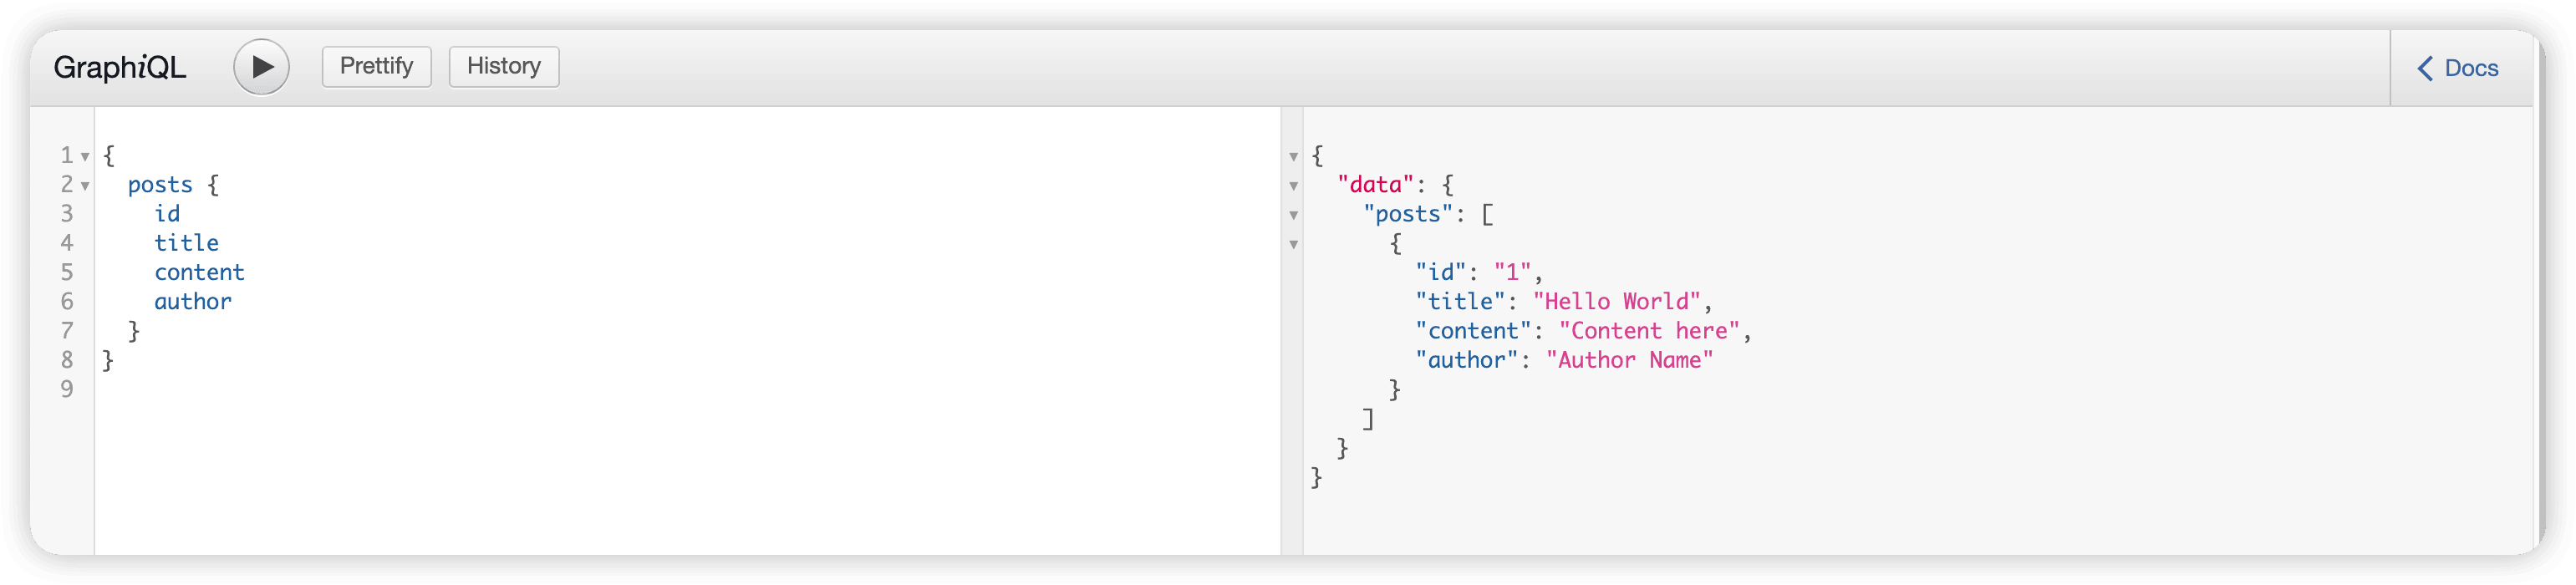 GraphiQL Prettify History Docs
1 {
2 posts {
3 id
4 title
5 content
6 author
7 }
8 }
9
{
"data": {
"posts": [
{
"id": "1",
"title": "Hello World",
"content": "Content here",
"author": "Author Name"
}
]
}
}